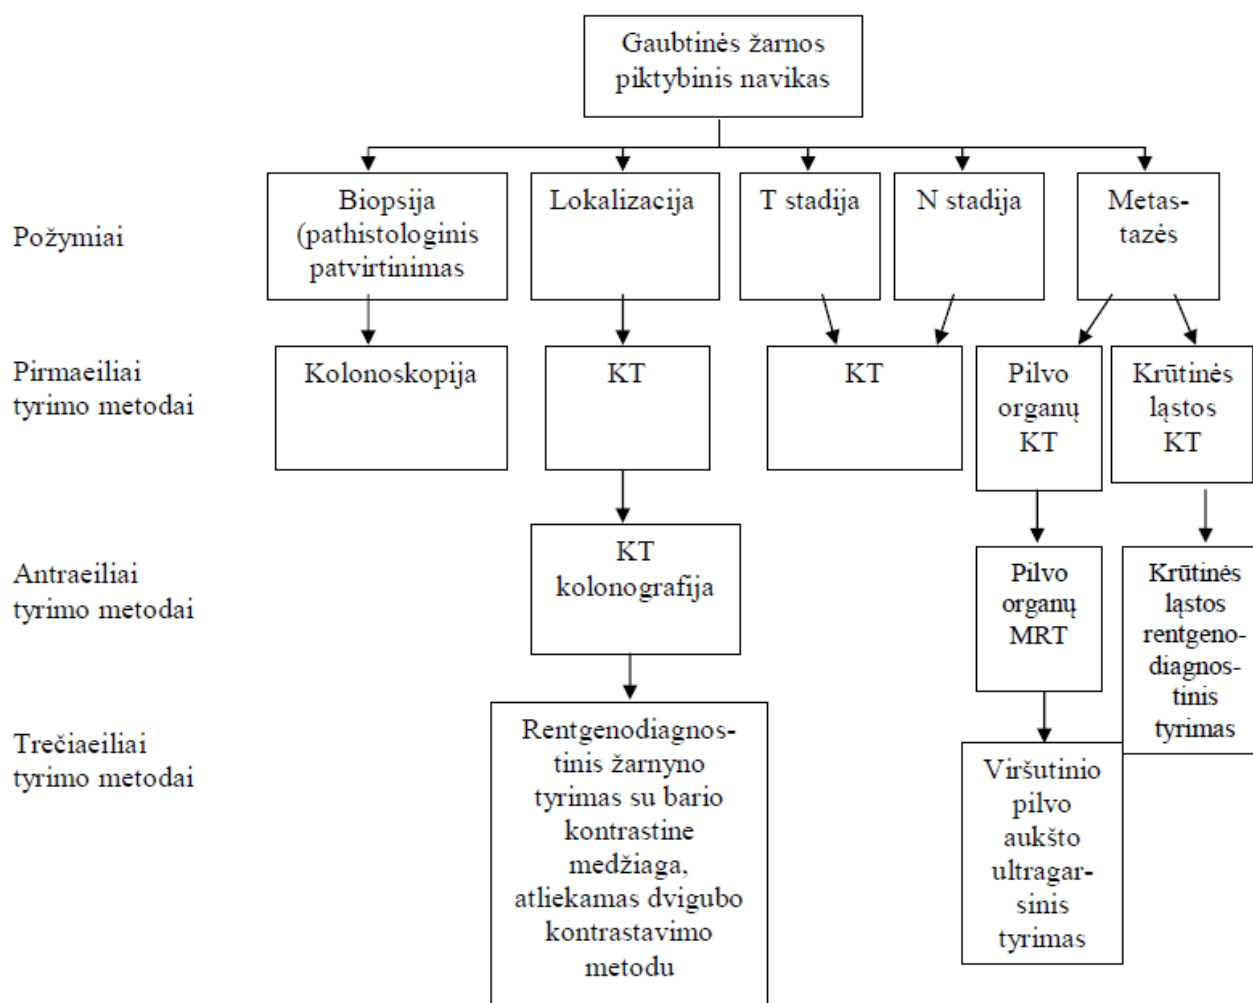 Gaubtinės žarnos
piktybinis navikas
Požymiai
Biopsija
(pathistologinis
patvirtinimas
Lokalizacija
T stadija
N stadija
Metas-
tazės
Pirmaeiliai
tyrimo metodai
Kolonoskopija
KT
KT
Pilvo
organų
KT
Krūtinės
ląstos
KT
Antraeiliai
tyrimo metodai
KT
kolonografija
Pilvo
organų
MRT
Krūtinės
ląstos
rentgeno-
diagnos-
tinis
tyrimas
Trečiaeiliai
tyrimo metodai
Rentgenodiagnos-
tinis žarnyno
tyrimas su bario
kontrastine
medžiaga,
atliekamas dvigubo
kontrastavimo
metodu
Viršutinio
pilvo
aukšto
ultragar-
sinis
tyrimas